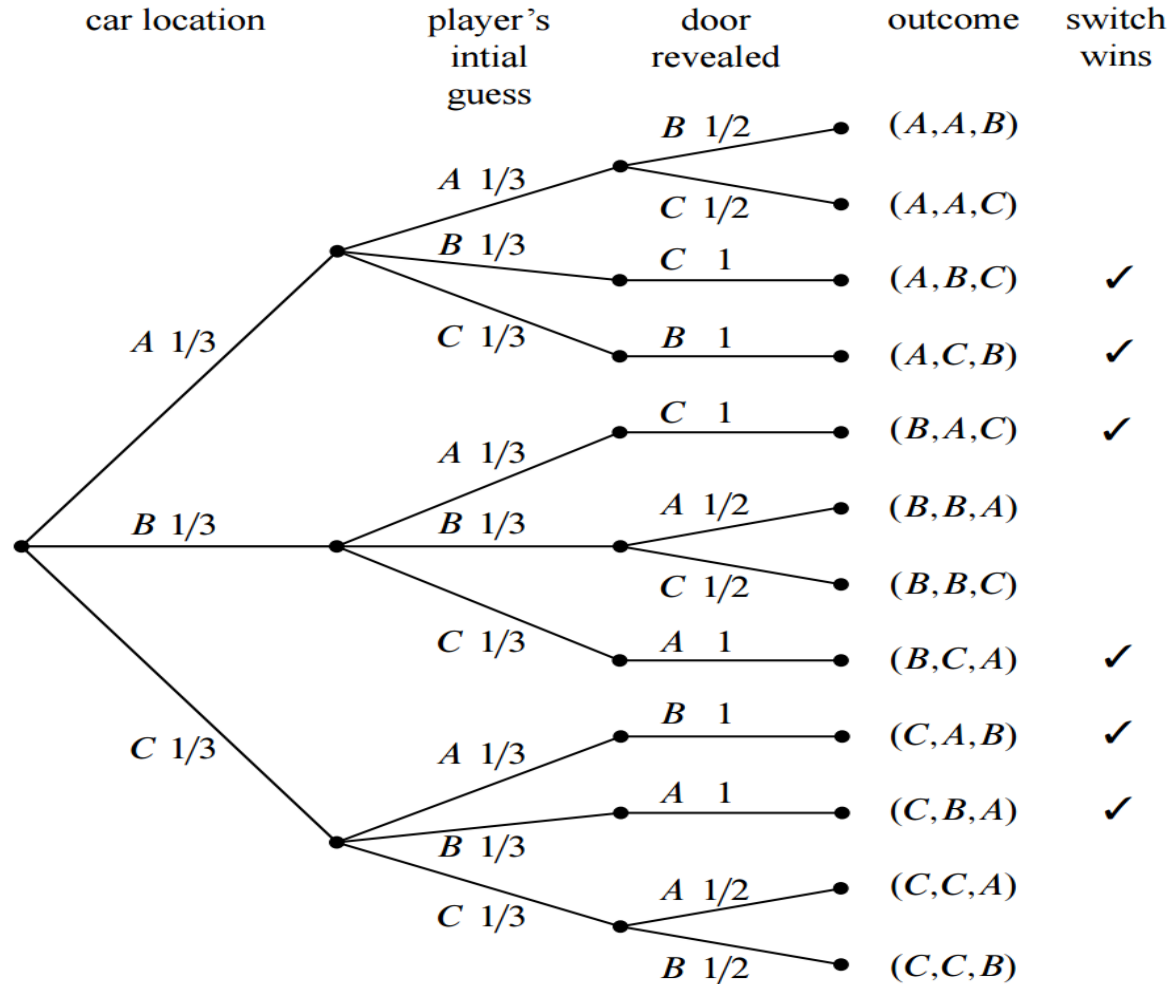 car location
player's
intial
guess
door
revealed
outcome
switch
wins
B 1/2
(A,A,B)
A 1/3
C 1/2
(A,A,C)
B 1/3
C 1
(A,B,C) ✓
A 1/3
C 1/3
B 1
(A,C,B) ✓
C 1
(B,A,C) ✓
A 1/3
B 1/3
B 1/3
A 1/2
(B,B,A)
C 1/2
(B,B,C)
C 1/3
A 1
(B,C,A) ✓
C 1/3
B 1
(C,A,B) ✓
A 1/3
A 1
(C,B,A) ✓
B 1/3
C 1/3
A 1/2
(C,C,A)
B 1/2
(C,C,B)